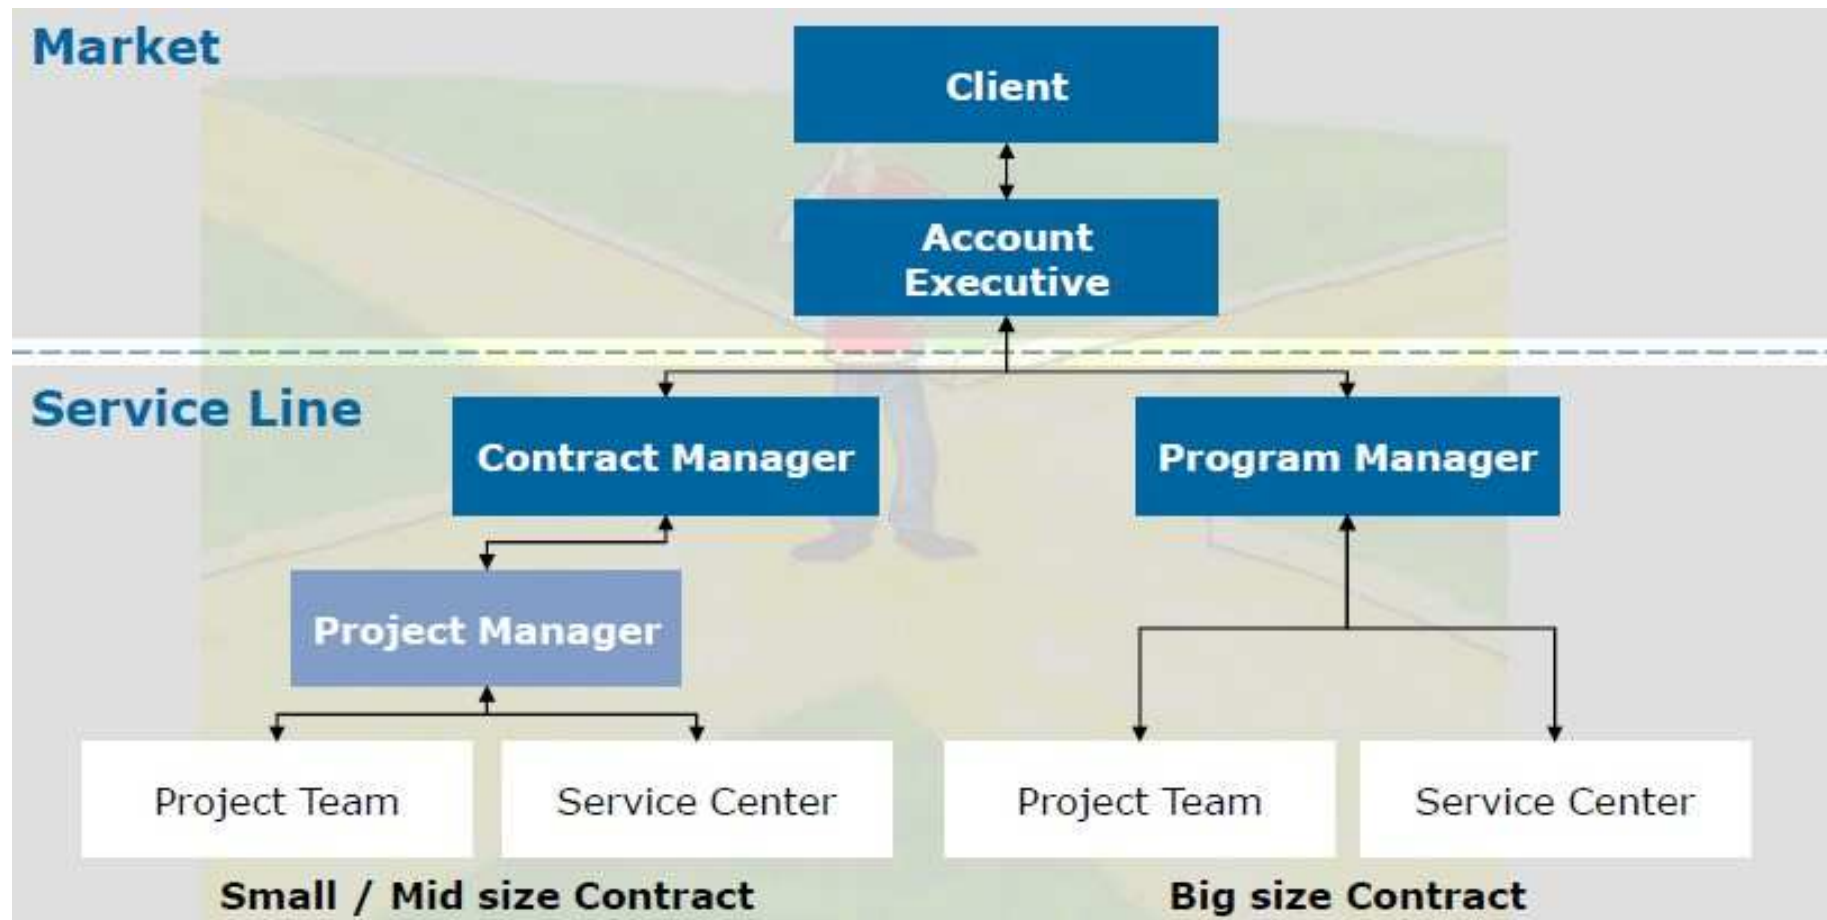 Market
Client
Account
Executive
Service Line
Contract Manager
Program Manager
Project Manager
Project Team
Service Center
Project Team
Service Center
Small / Mid size Contract
Big size Contract